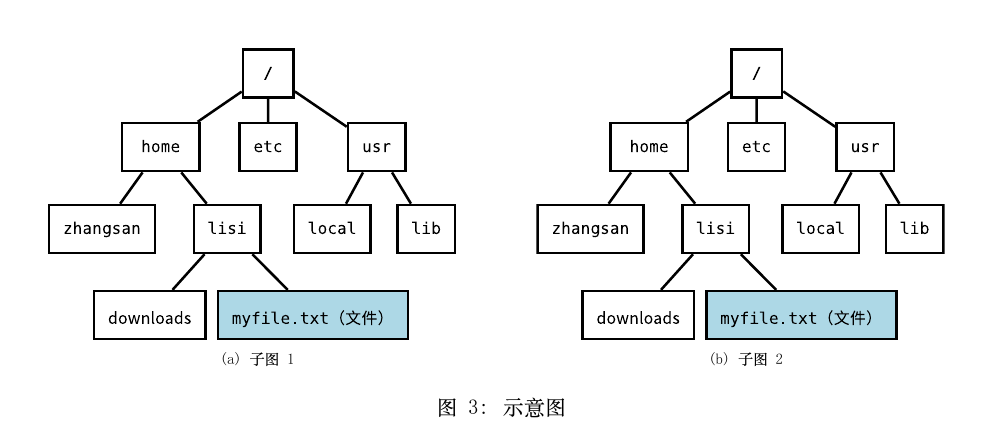 / /
home etc usr home etc usr
zhangsan lisi local lib zhangsan lisi local lib
downloads myfile.txt（文件） downloads myfile.txt（文件）
(a) 子图 1 (b) 子图 2
图 3: 示意图